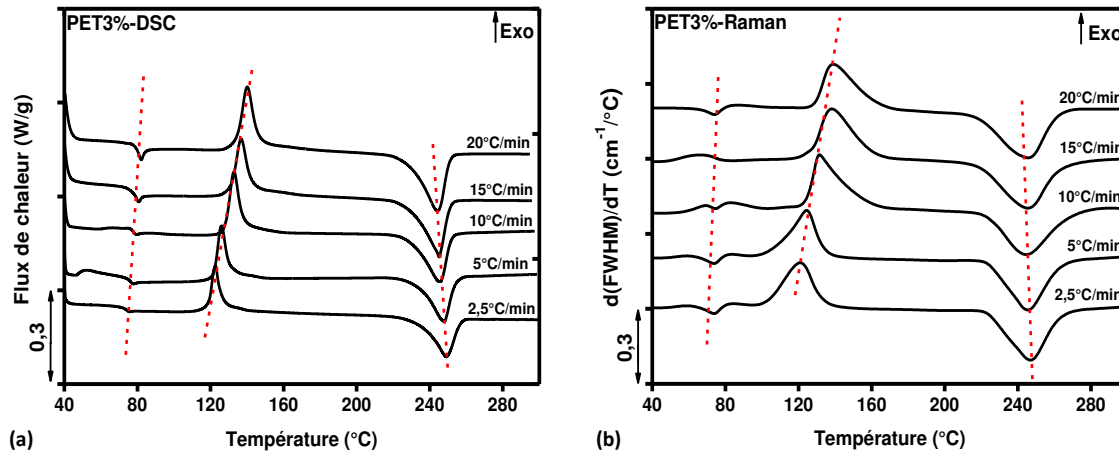 PET3%-DSC
Exo
Flux de chaleur (W/g)
0,3
20°C/min
15°C/min
10°C/min
5°C/min
2,5°C/min
40 80 120 160 200 240 280
Température (°C)
(a)
PET3%-Raman
Exo
d(FWHM)/dT (cm-1/°C)
0,3
20°C/min
15°C/min
10°C/min
5°C/min
2,5°C/min
40 80 120 160 200 240 280
Température (°C)
(b)